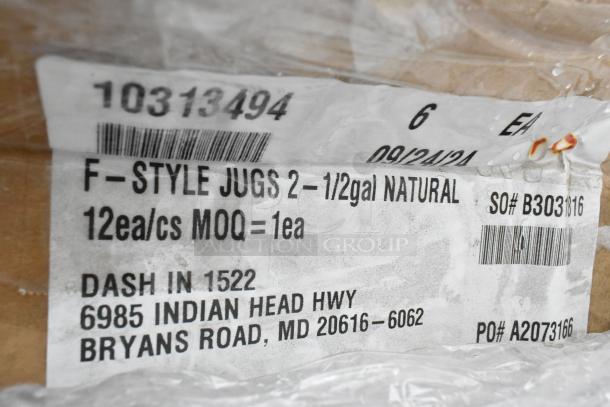 10313494
6 EA
09/24/24
F-STYLE JUGS 2-1/2gal NATURAL
12ea/cs MOQ=1ea
SO# B3031816
AUCTION GROUP
DASH IN 1522
6985 INDIAN HEAD HWY
BRYANS ROAD, MD 20616-6062
PO# A2073166